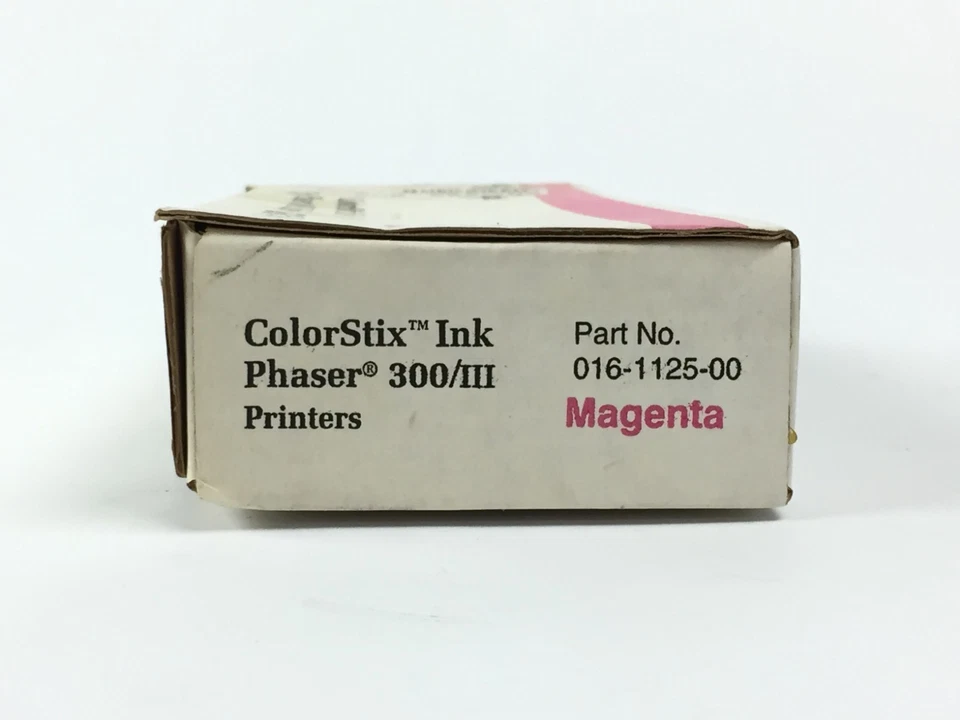 ColorStix™ Ink
Phaser® 300/III
Printers
Part No.
016-1125-00
Magenta